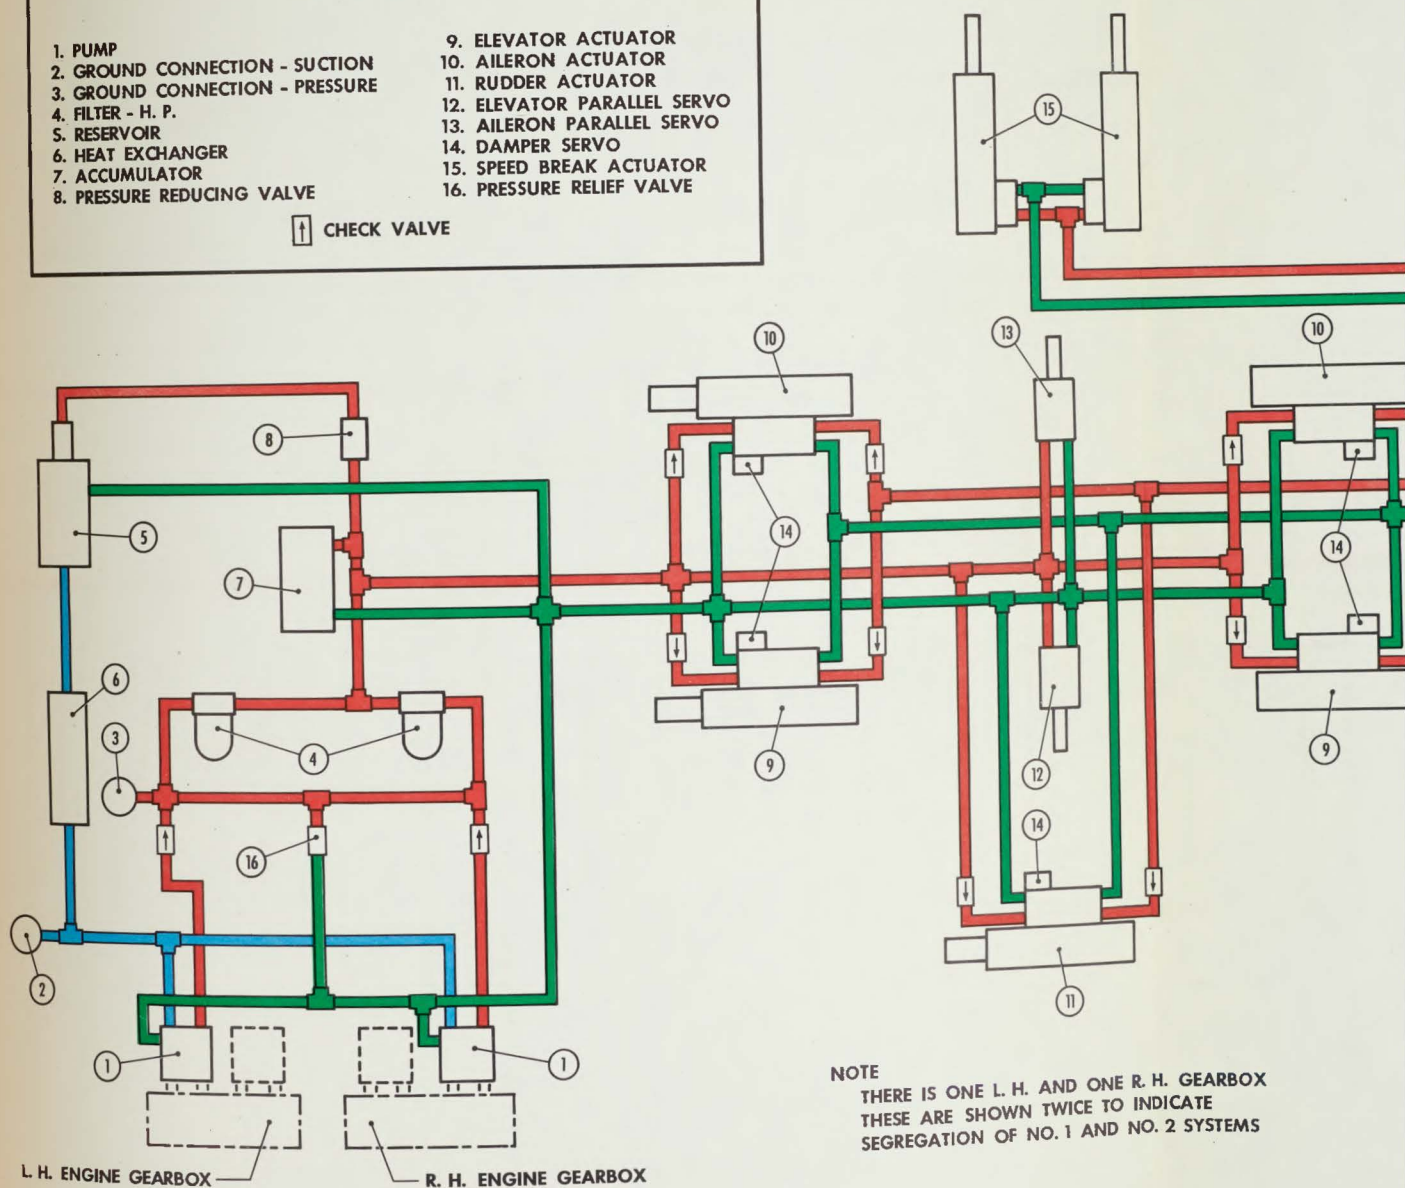 1. PUMP
2. GROUND CONNECTION - SUCTION
3. GROUND CONNECTION - PRESSURE
4. FILTER - H. P.
5. RESERVOIR
6. HEAT EXCHANGER
7. ACCUMULATOR
8. PRESSURE REDUCING VALVE
9. ELEVATOR ACTUATOR
10. AILERON ACTUATOR
11. RUDDER ACTUATOR
12. ELEVATOR PARALLEL SERVO
13. AILERON PARALLEL SERVO
14. DAMPER SERVO
15. SPEED BREAK ACTUATOR
16. PRESSURE RELIEF VALVE
CHECK VALVE
15
10
13
10
8
5
7
14
14
6
3
4
9
12
9
16
14
2
11
1
1
NOTE
THERE IS ONE L. H. AND ONE R. H. GEARBOX
THESE ARE SHOWN TWICE TO INDICATE
SEGREGATION OF NO. 1 AND NO. 2 SYSTEMS
L. H. ENGINE GEARBOX
R. H. ENGINE GEARBOX